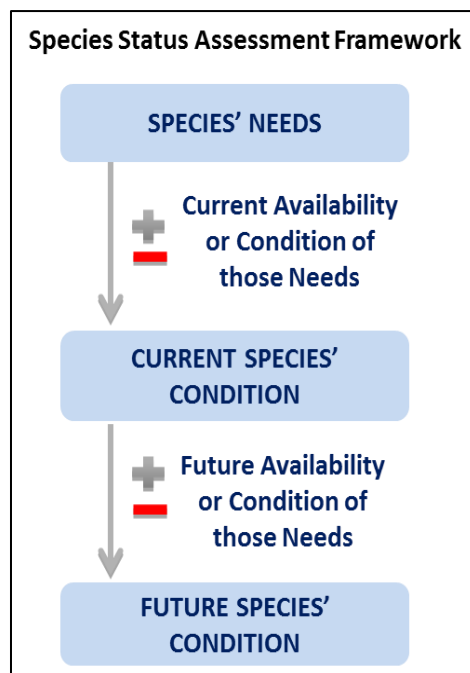 Species Status Assessment Framework
SPECIES' NEEDS
Current Availability
or Condition of
those Needs
CURRENT SPECIES'
CONDITION
Future Availability
or Condition of
those Needs
FUTURE SPECIES'
CONDITION